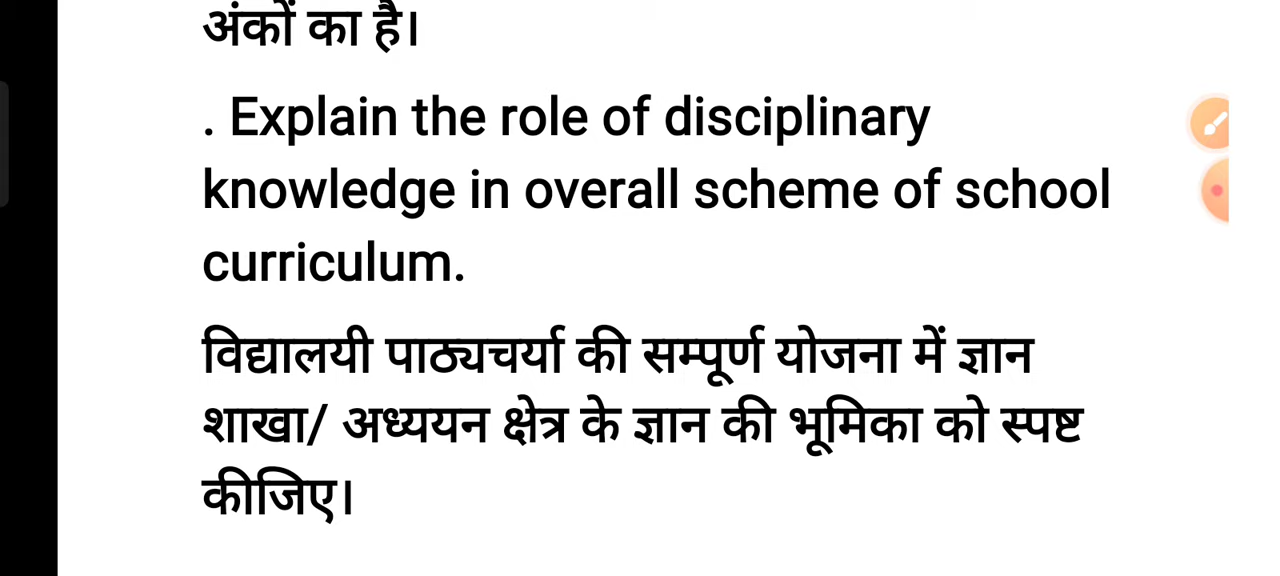 अंकों का है।
. Explain the role of disciplinary
knowledge in overall scheme of school
curriculum.
विद्यालयी पाठ्यचर्या की सम्पूर्ण योजना में ज्ञान
शाखा/ अध्ययन क्षेत्र के ज्ञान की भूमिका को स्पष्ट
कीजिए।